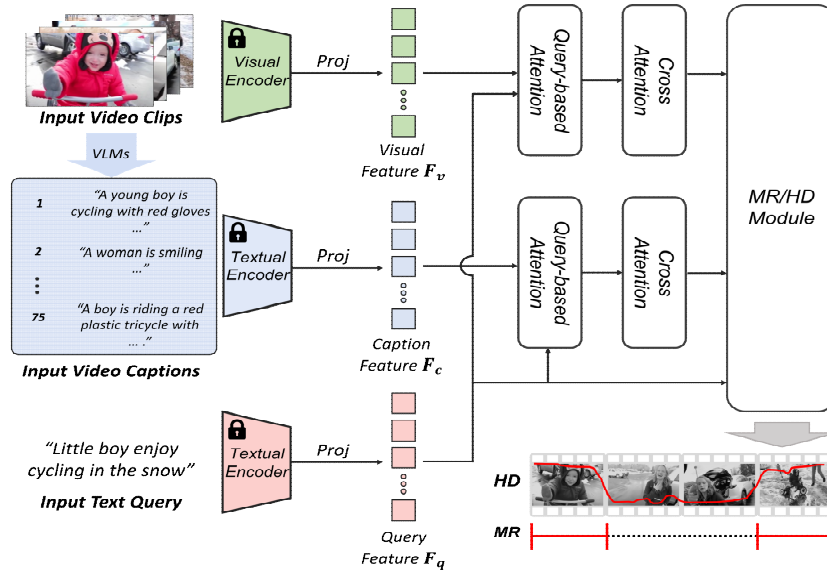 Input Video Clips
VLMs
1
"A young boy is
cycling with red gloves
..."
2
"A woman is smiling
..."
75
"A boy is riding a red
plastic tricycle with
... ."
Input Video Captions
"Little boy enjoy
cycling in the snow"
Input Text Query
Visual
Encoder
Proj
Visual
Feature F_v
Textual
Encoder
Proj
Caption
Feature F_c
Textual
Encoder
Proj
Query
Feature F_q
Query-based
Attention
Cross
Attention
Query-based
Attention
Cross
Attention
MR/HD
Module
HD
MR